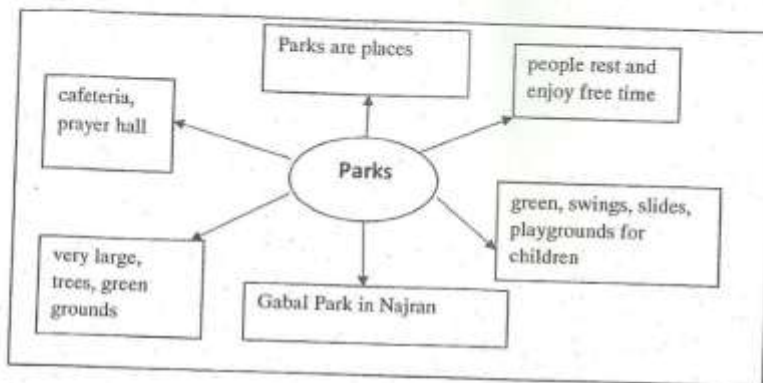 Parks are places
people rest and
enjoy free time
cafeteria,
prayer hall
Parks
green, swings, slides,
playgrounds for
children
very large,
trees, green
grounds
Gabal Park in Najran